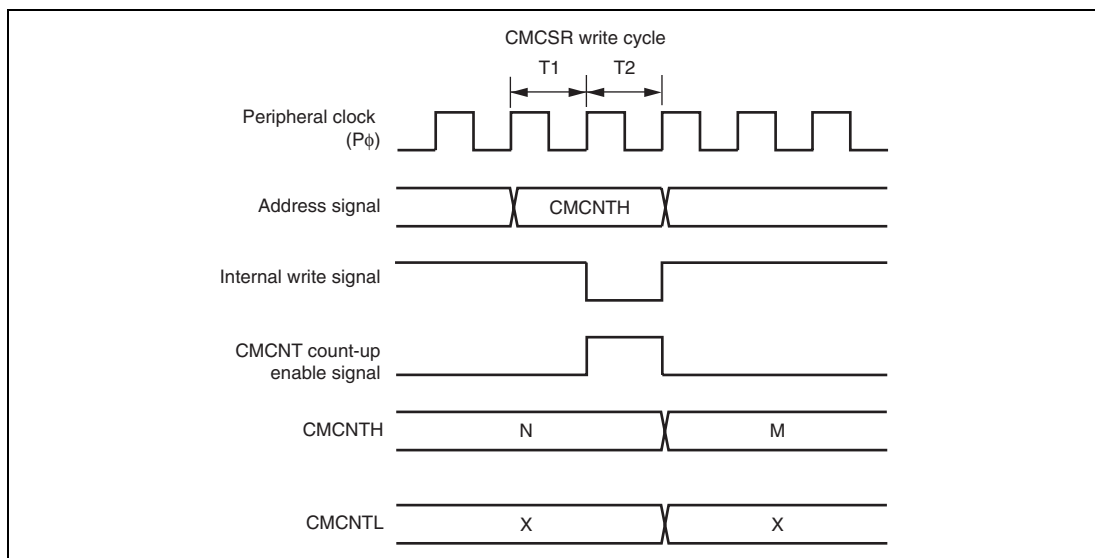 CMCSR write cycle
T1 T2
Peripheral clock
(Pϕ)
Address signal CMCNTH
Internal write signal
CMCNT count-up
enable signal
CMCNTH N M
CMCNTL X X